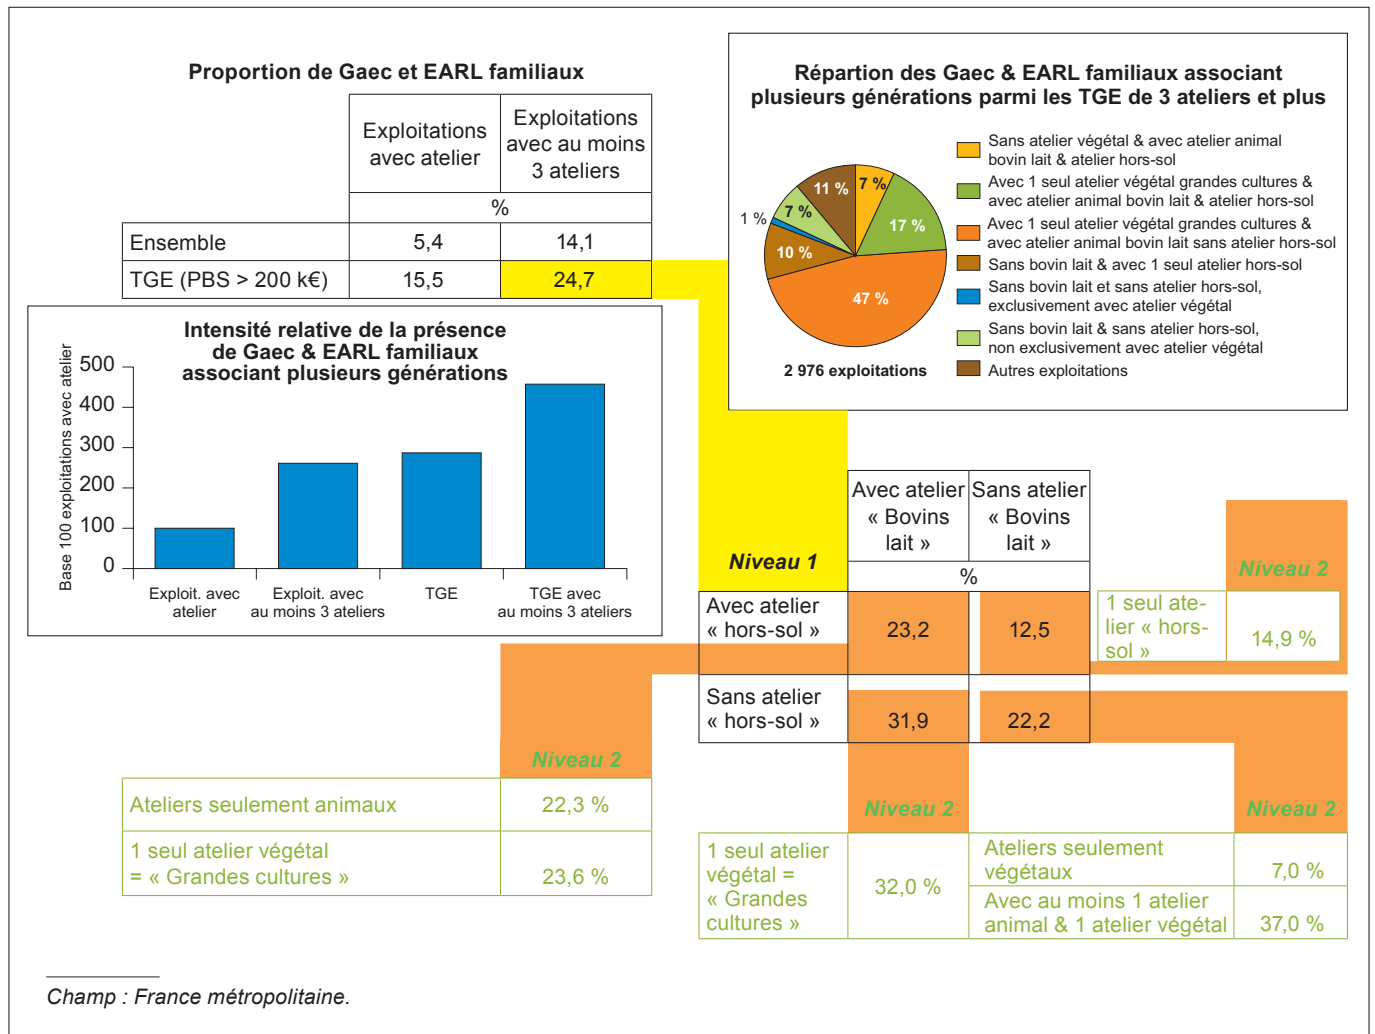 Proportion de Gaec et EARL familiaux
Exploitations
avec atelier
Exploitations
avec au moins
3 ateliers
%
Ensemble
5,4
14,1
TGE (PBS > 200 k€)
15,5
24,7
Répartion des Gaec & EARL familiaux associant
plusieurs générations parmi les TGE de 3 ateliers et plus
7 %
17 %
47 %
10 %
1 %
7 %
11 %
2 976 exploitations
Sans atelier végétal & avec atelier animal
bovin lait & atelier hors-sol
Avec 1 seul atelier végétal grandes cultures &
avec atelier animal bovin lait & atelier hors-sol
Avec 1 seul atelier végétal grandes cultures &
avec atelier animal bovin lait sans atelier hors-sol
Sans bovin lait & avec 1 seul atelier hors-sol
Sans bovin lait et sans atelier hors-sol,
exclusivement avec atelier végétal
Sans bovin lait & sans atelier hors-sol,
non exclusivement avec atelier végétal
Autres exploitations
Intensité relative de la présence
de Gaec & EARL familiaux
associant plusieurs générations
Base 100 exploitations avec atelier
500
400
300
200
100
0
Exploit. avec
atelier
Exploit. avec
au moins 3 ateliers
TGE
TGE avec
au moins 3 ateliers
Niveau 1
Avec atelier
« Bovins
lait »
Sans atelier
« Bovins
lait »
%
Avec atelier
« hors-sol »
23,2
12,5
Sans atelier
« hors-sol »
31,9
22,2
Niveau 2
1 seul ate-
lier « hors-
sol »
14,9 %
Niveau 2
Ateliers seulement animaux
22,3 %
1 seul atelier végétal
= « Grandes cultures »
23,6 %
Niveau 2
1 seul atelier
végétal =
« Grandes
cultures »
32,0 %
Niveau 2
Ateliers seulement
végétaux
7,0 %
Avec au moins 1 atelier
animal & 1 atelier végétal
37,0 %
Champ : France métropolitaine.